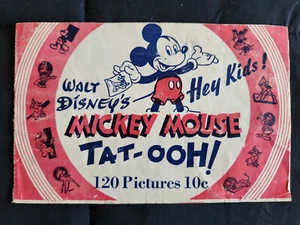 WALT
DISNEY'S
Hey Kids!
MICKEY MOUSE
TAT-OOH!
120 Pictures 10c